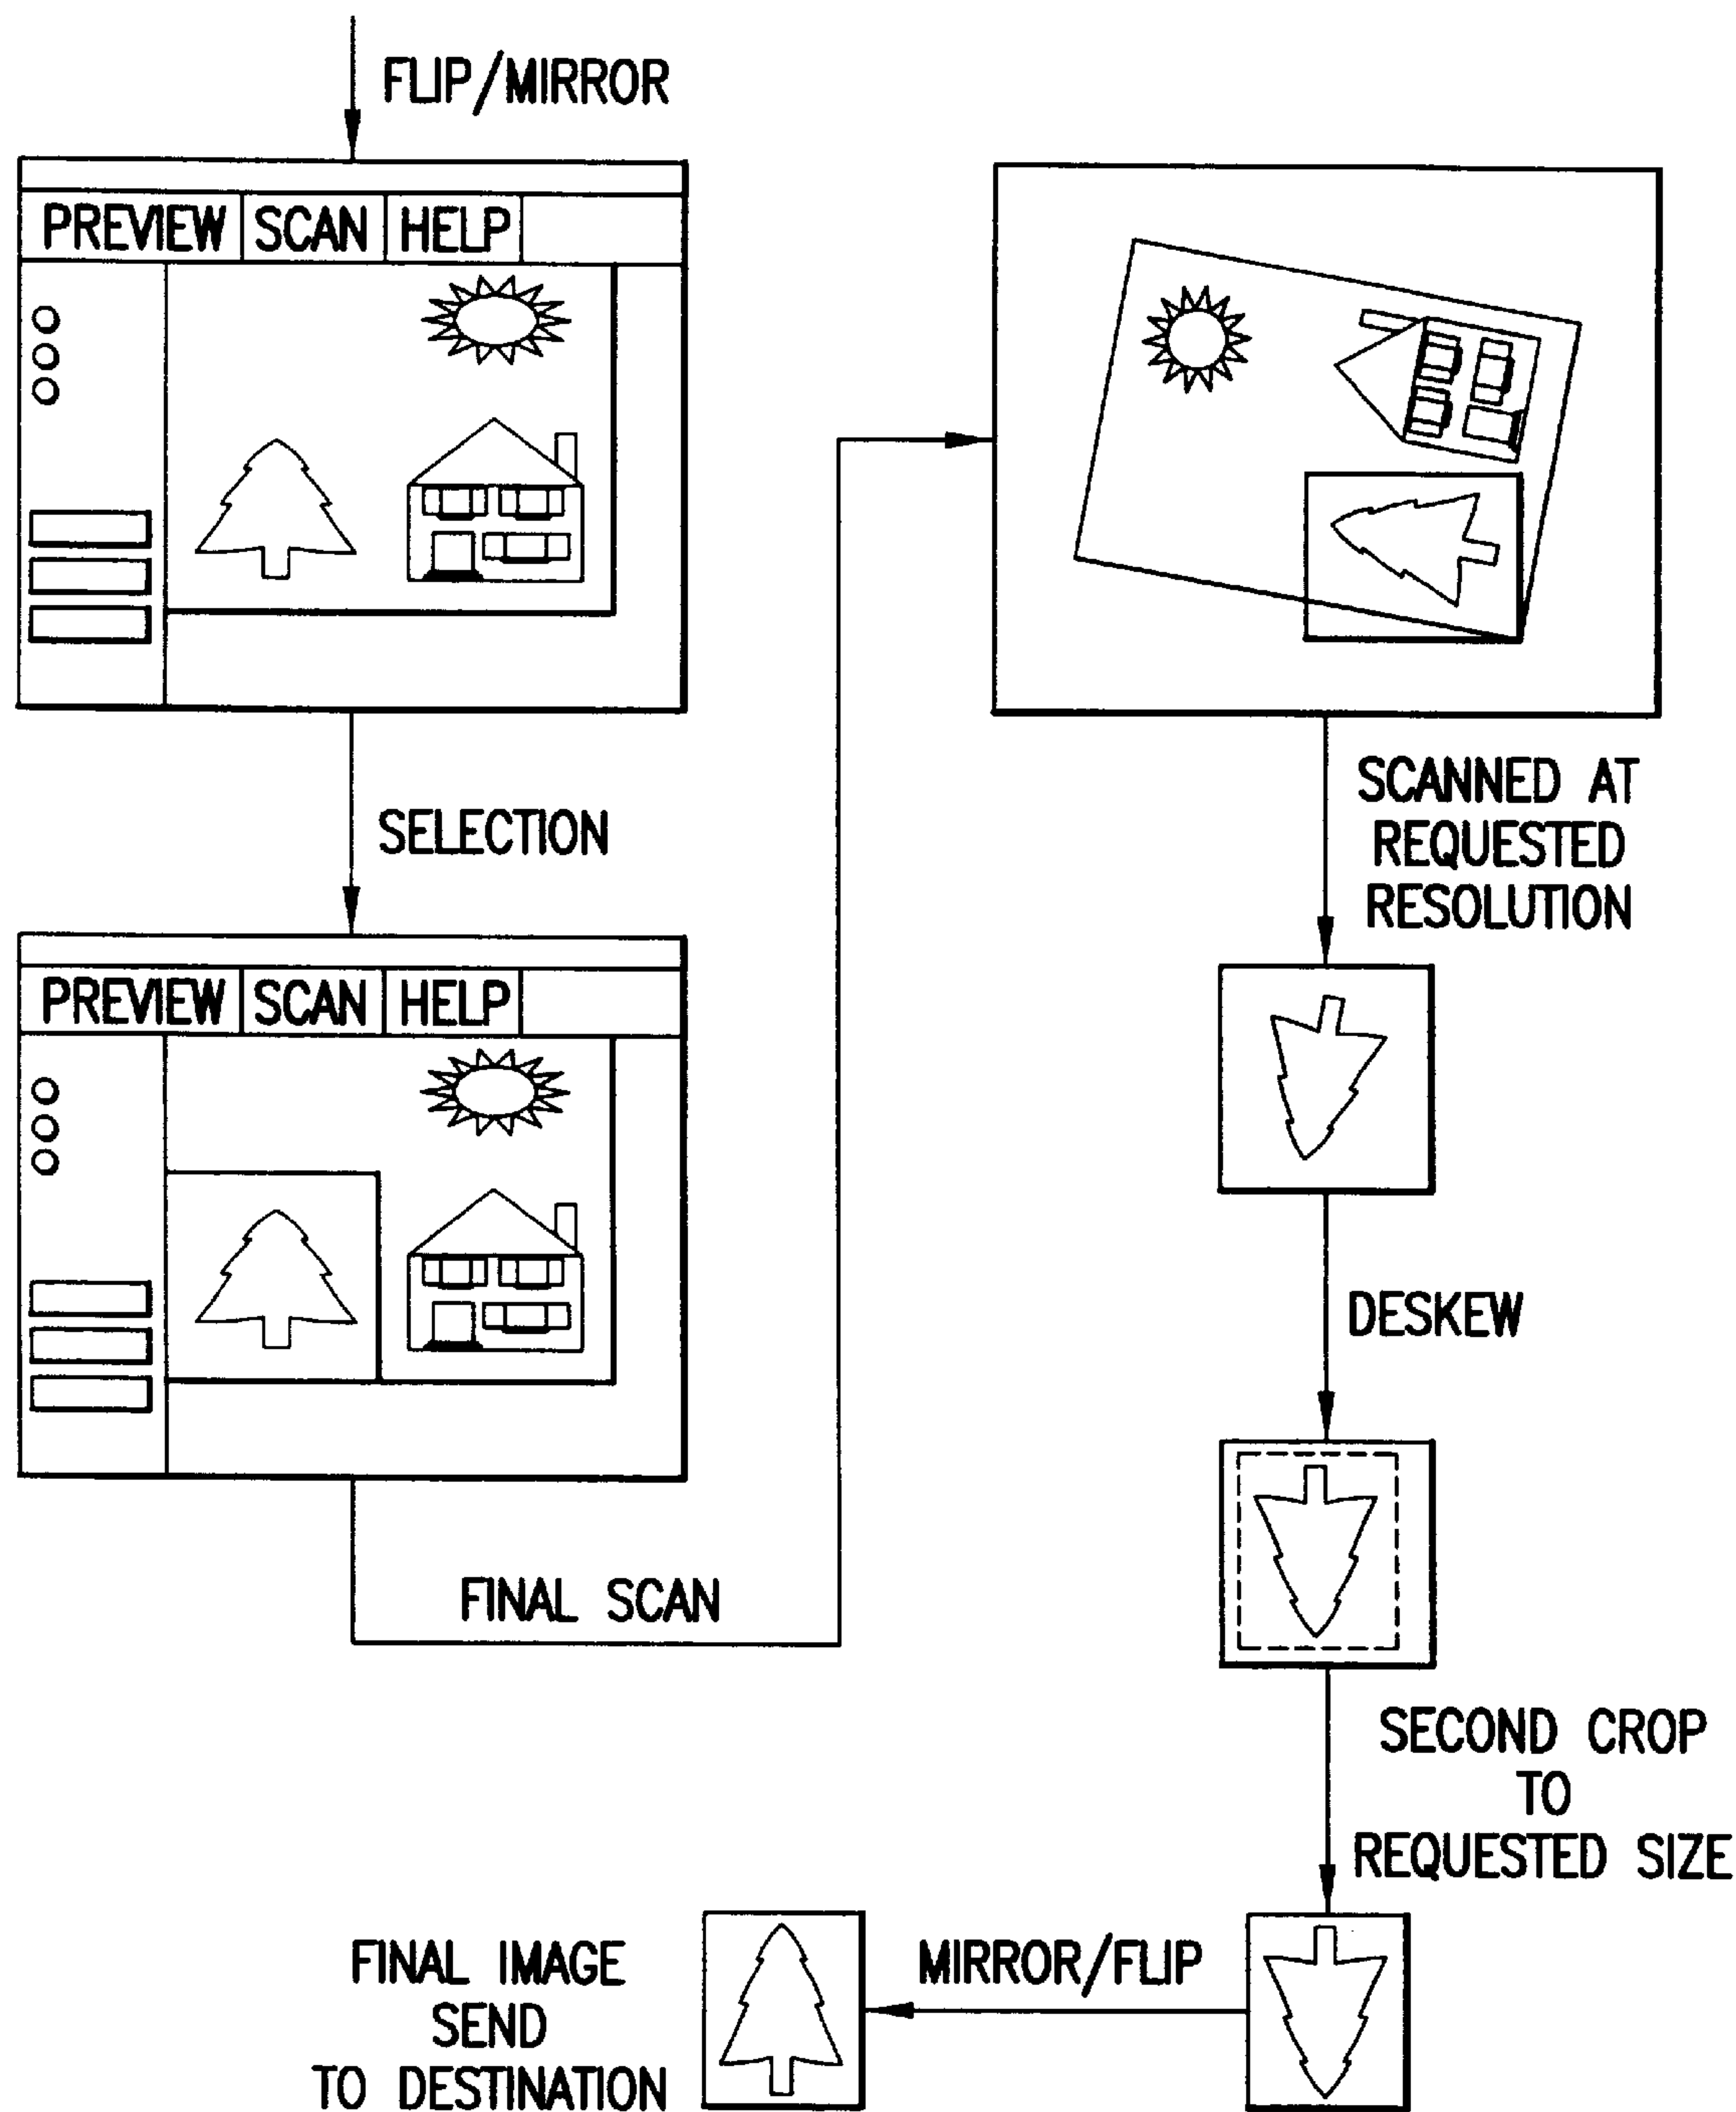 FLIP/MIRROR
PREVIEW SCAN HELP
SELECTION
PREVIEW SCAN HELP
FINAL SCAN
SCANNED AT
REQUESTED
RESOLUTION
DESKEW
SECOND CROP
TO
REQUESTED SIZE
MIRROR/FLIP
FINAL IMAGE
SEND
TO DESTINATION